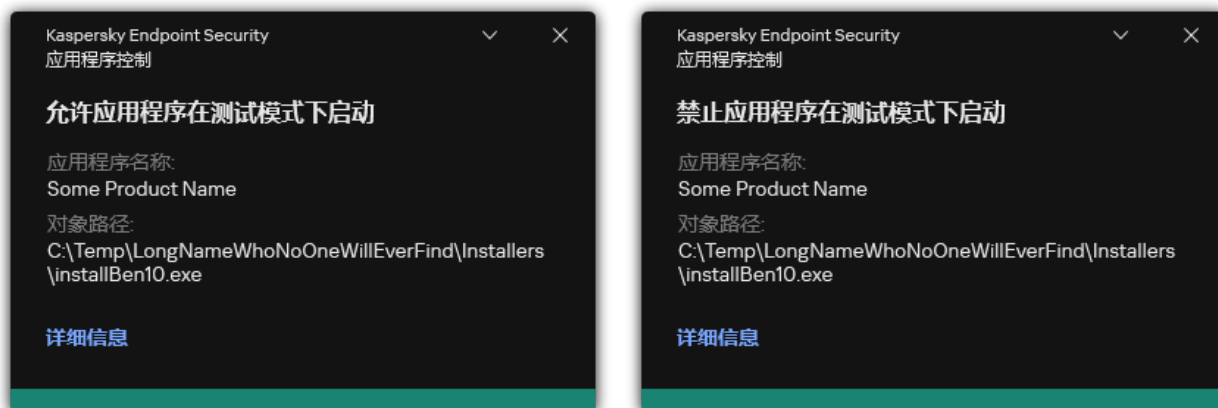 Kaspersky Endpoint Security
应用程序控制
允许应用程序在测试模式下启动
应用程序名称:
Some Product Name
对象路径:
C:\Temp\LongNameWhoNoOneWillEverFind\Installers
\installBen10.exe
详细信息
Kaspersky Endpoint Security
应用程序控制
禁止应用程序在测试模式下启动
应用程序名称:
Some Product Name
对象路径:
C:\Temp\LongNameWhoNoOneWillEverFind\Installers
\installBen10.exe
详细信息